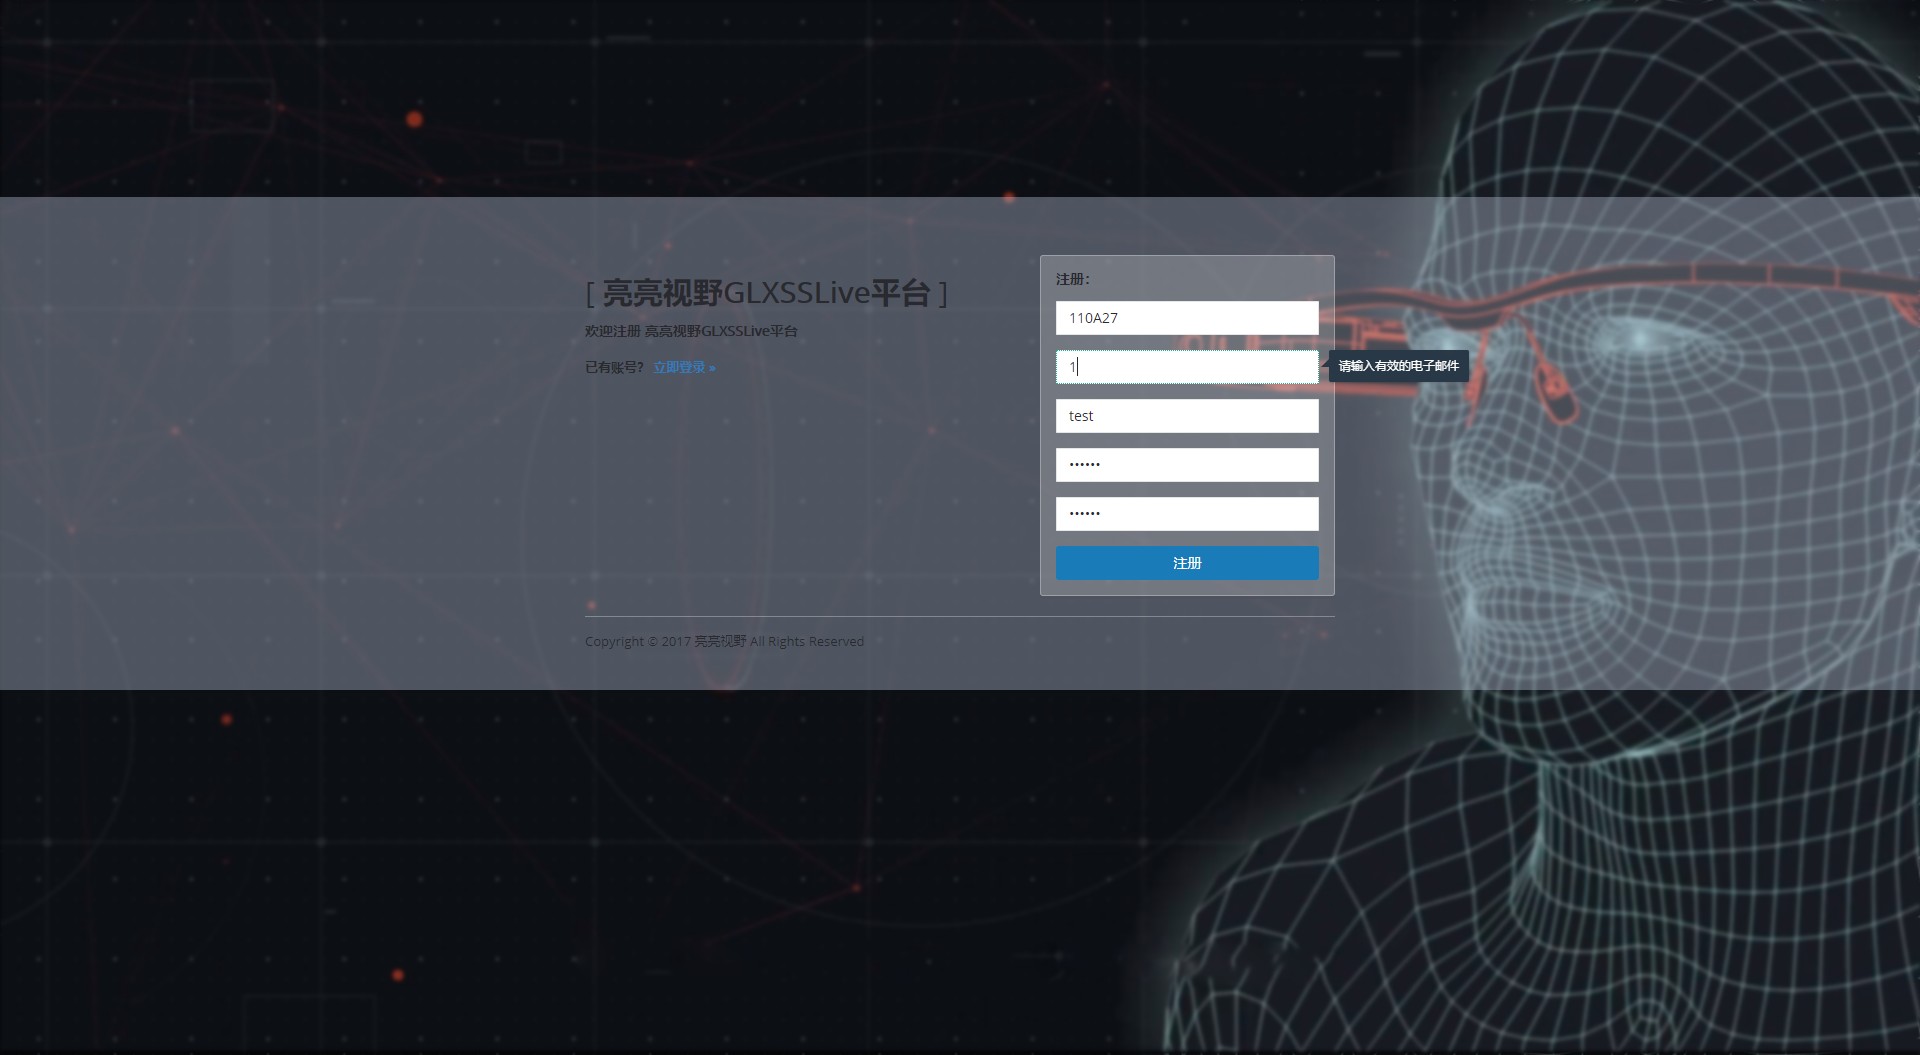 [ 亮亮视野GLXSSLive平台 ]
欢迎注册 亮亮视野GLXSSLive平台
已有账号？ 立即登录 »
注册：
110A27
1
请输入有效的电子邮件
test
••••••
••••••
注册
Copyright © 2017 亮亮视野 All Rights Reserved